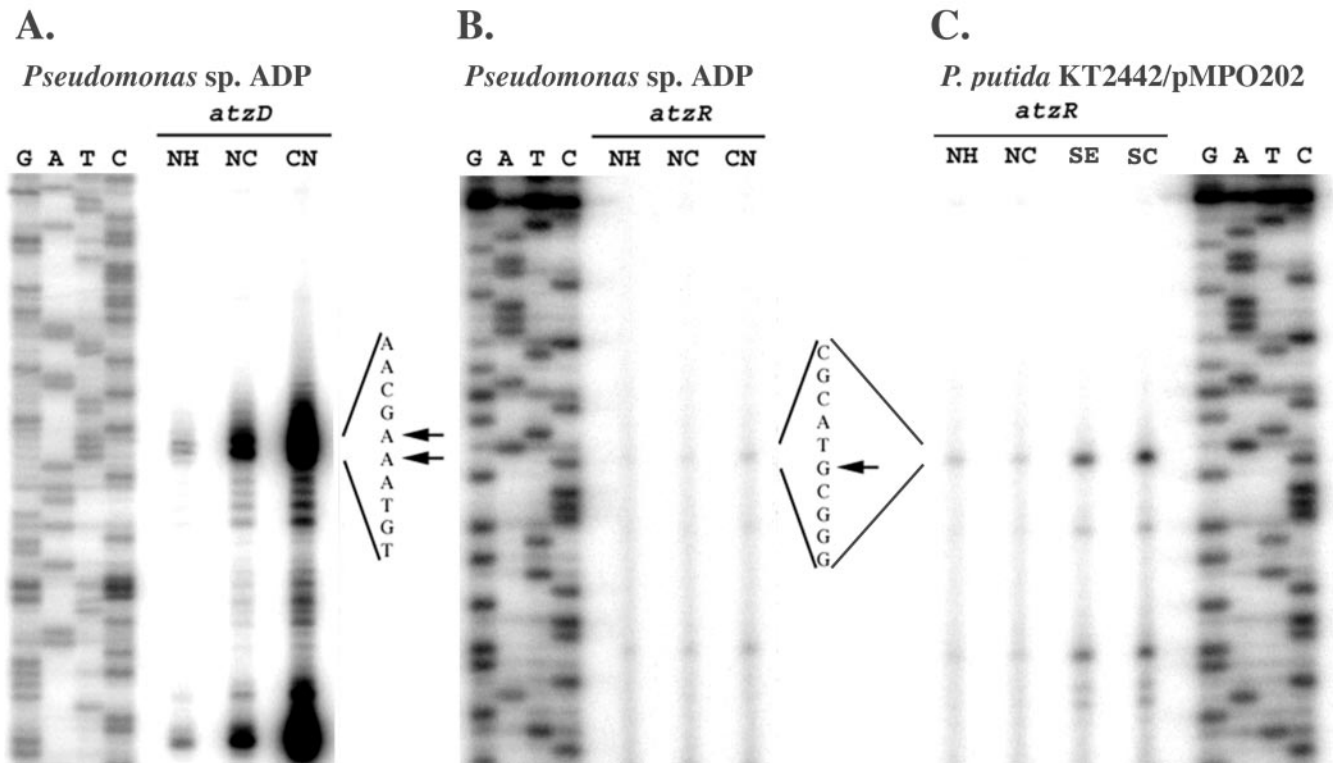 A.
Pseudomonas sp. ADP
atzD
G A T C NH NC CN
A
A
C
G
A
A
A
T
G
T
B.
Pseudomonas sp. ADP
atzR
G A T C NH NC CN
C
G
C
A
T
G
C
G
G
G
C.
P. putida KT2442/pMPO202
atzR
NH NC SE SC G A T C